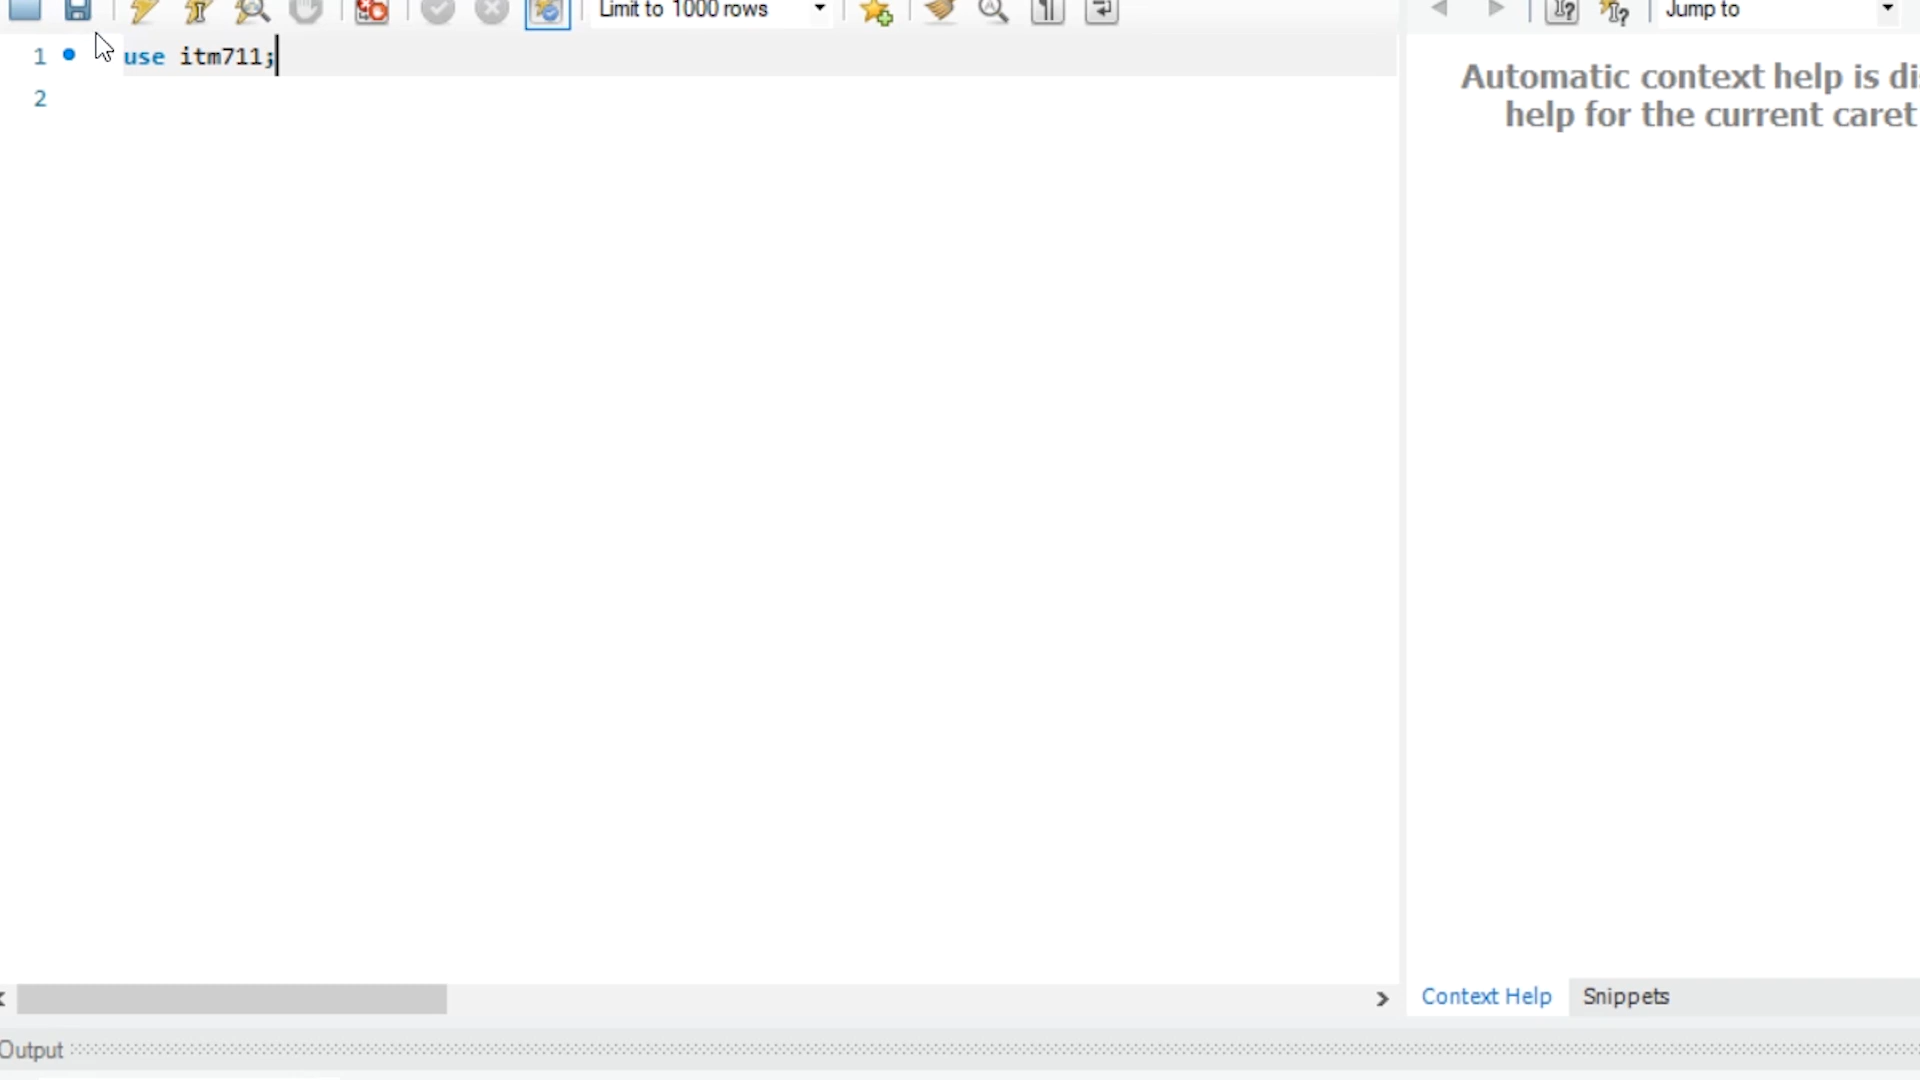 Limit to 1000 rows
Jump to
1 use itm711;
2
Automatic context help is di
help for the current caret
Context Help
Snippets
Output